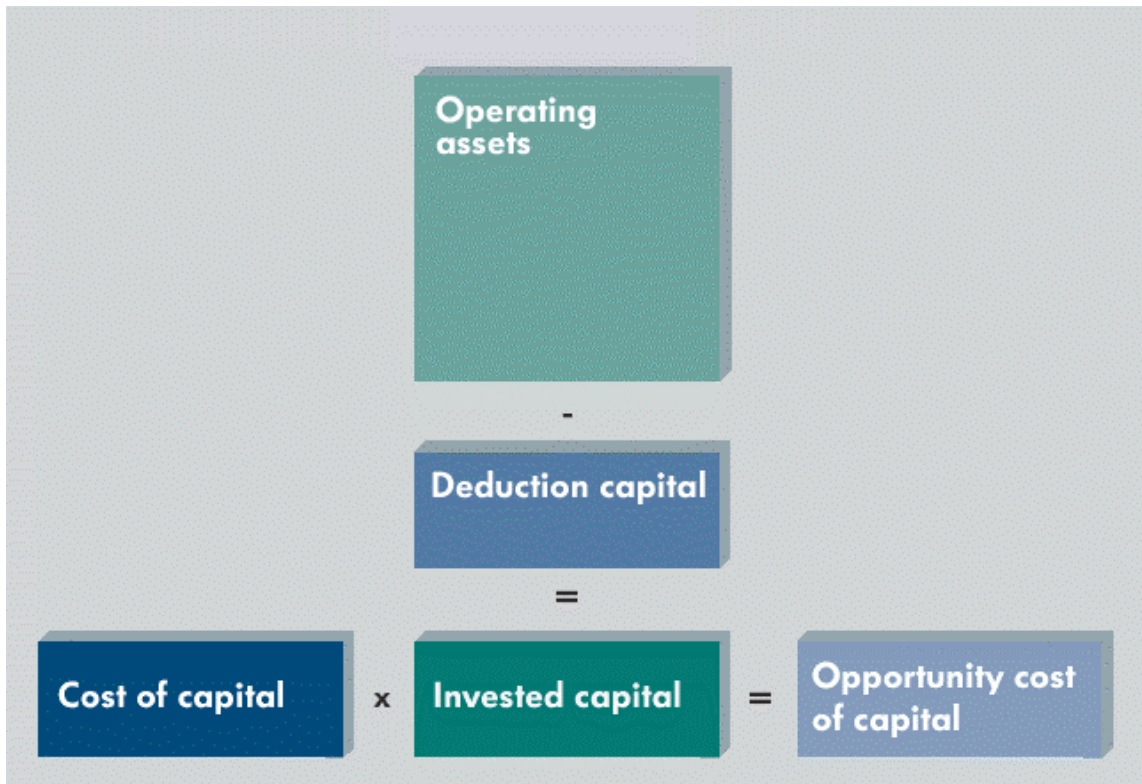 Operating
assets
-
Deduction capital
=
Cost of capital x Invested capital = Opportunity cost
of capital